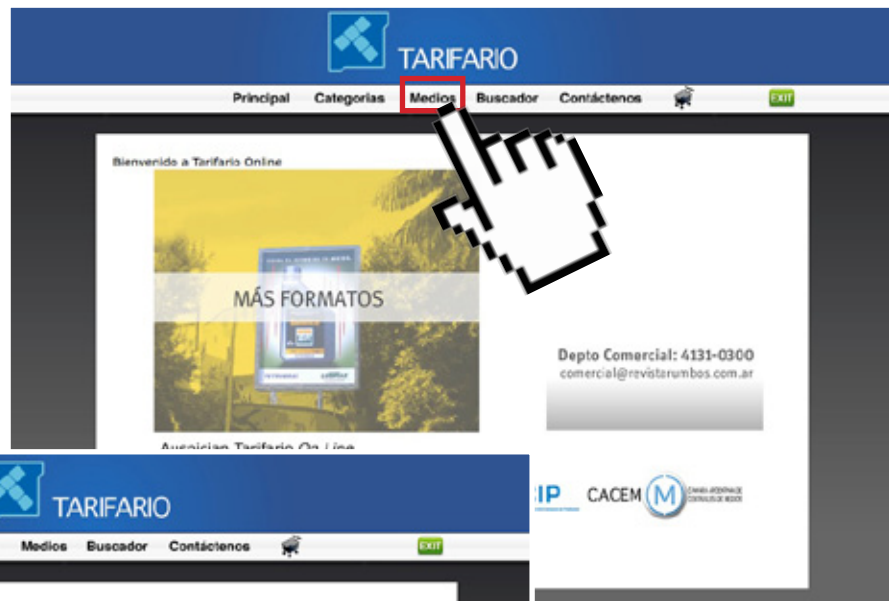 TARIFARIO
Principal Categorias Medios Buscador Contáctenos EXIT
Bienvenido a Tarifario Online
MÁS FORMATOS
Depto Comercial: 4131-0300
comercial@revistarumbos.com.ar
Auspician Tarifario On Line
IP CACEM M
TARIFARIO
Medios Buscador Contáctenos EXIT